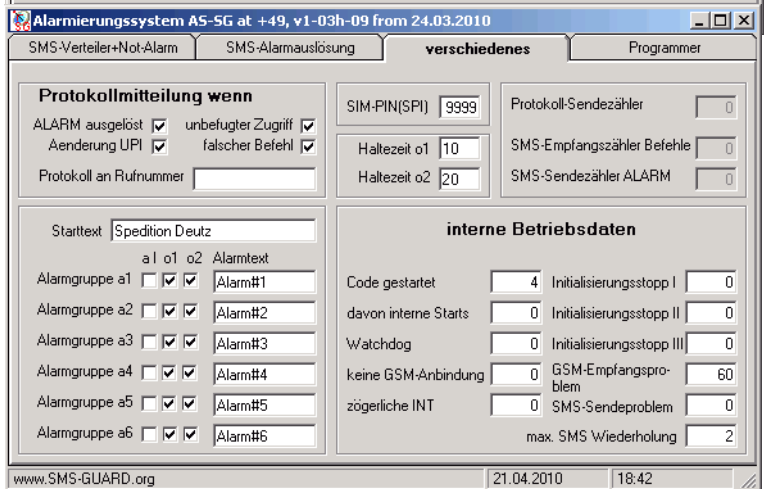 Alarmierungssystem AS-SG at +49, v1-03h-09 from 24.03.2010
SMS-Verteiler+Not-Alarm SMS-Alarmauslösung verschiedenes Programmer
Protokollmitteilung wenn
ALARM ausgelöst unbefugter Zugriff
Aenderung UPI falscher Befehl
Protokoll an Rufnummer
SIM-PIN(SPI) 9999
Haltezeit o1 10
Haltezeit o2 20
Protokoll-Sendezähler 0
SMS-Empfangszähler Befehle 0
SMS-Sendezähler ALARM 0
Starttext Spedition Deutz
a l o1 o2 Alarmtext
Alarmgruppe a1 Alarm#1
Alarmgruppe a2 Alarm#2
Alarmgruppe a3 Alarm#3
Alarmgruppe a4 Alarm#4
Alarmgruppe a5 Alarm#5
Alarmgruppe a6 Alarm#6
interne Betriebsdaten
Code gestartet 4 Initialisierungsstopp I 0
davon interne Starts 0 Initialisierungsstopp II 0
Watchdog 0 Initialisierungsstopp III 0
keine GSM-Anbindung 0 GSM-Empfangspro-
blem 60
zögerliche INT 0 SMS-Sendeproblem 0
max. SMS Wiederholung 2
www.SMS-GUARD.org 21.04.2010 18:42